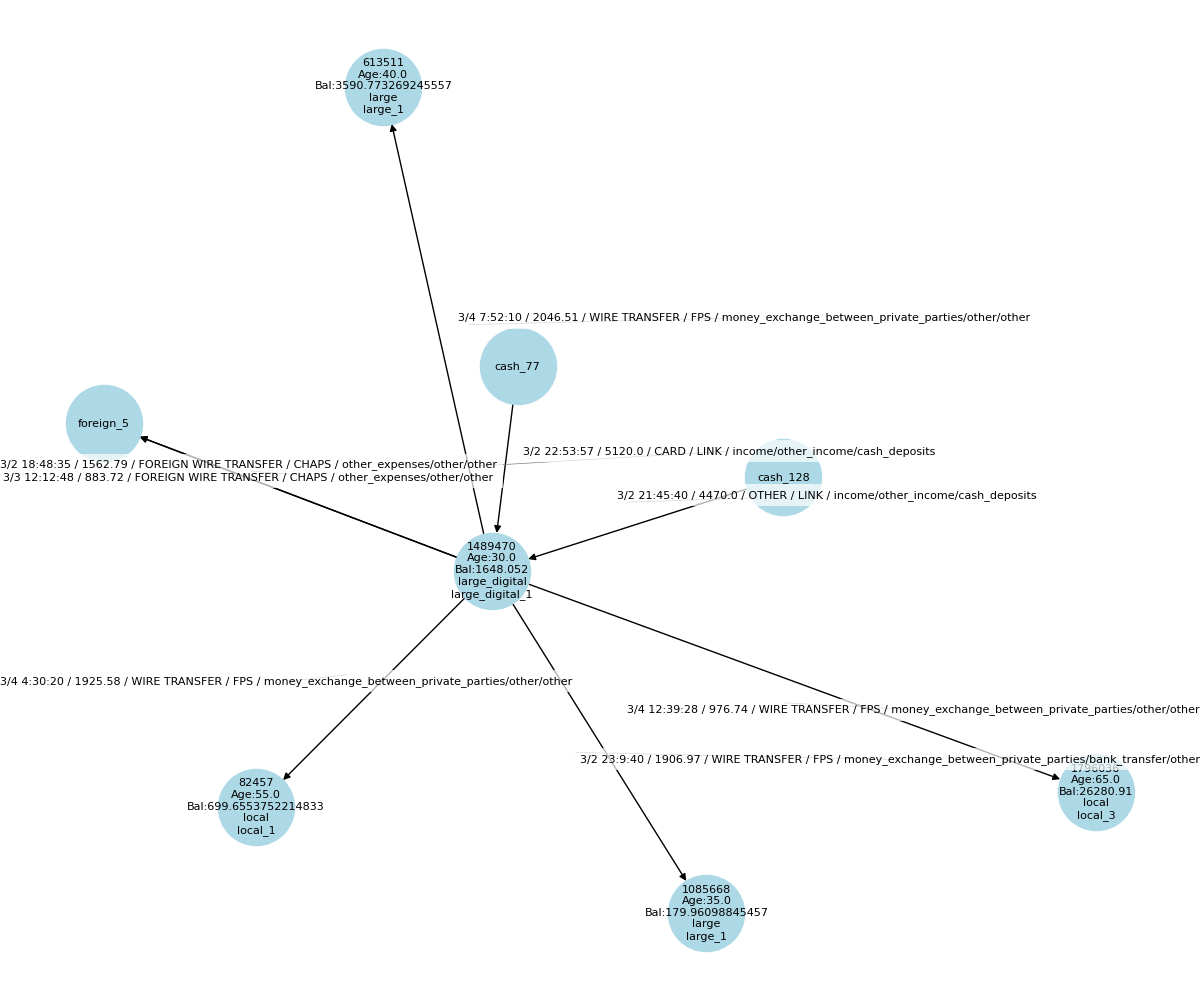 613511
Age:40.0
Bal:3590.773269245557
large
large_1
3/4 7:52:10 / 2046.51 / WIRE TRANSFER / FPS / money_exchange_between_private_parties/other/other
cash_77
foreign_5
3/2 22:53:57 / 5120.0 / CARD / LINK / income/other_income/cash_deposits
3/2 18:48:35 / 1562.79 / FOREIGN WIRE TRANSFER / CHAPS / other_expenses/other/other
3/3 12:12:48 / 883.72 / FOREIGN WIRE TRANSFER / CHAPS / other_expenses/other/other
cash_128
3/2 21:45:40 / 4470.0 / OTHER / LINK / income/other_income/cash_deposits
1489470
Age:30.0
Bal:1648.052
large_digital
large_digital_1
3/4 4:30:20 / 1925.58 / WIRE TRANSFER / FPS / money_exchange_between_private_parties/other/other
3/4 12:39:28 / 976.74 / WIRE TRANSFER / FPS / money_exchange_between_private_parties/other/other
3/2 23:9:40 / 1906.97 / WIRE TRANSFER / FPS / money_exchange_between_private_parties/bank_transfer/other
Age:65.0
Bal:26280.91
local
local_3
82457
Age:55.0
Bal:699.6553752214833
local
local_1
1085668
Age:35.0
Bal:179.96098845457
large
large_1